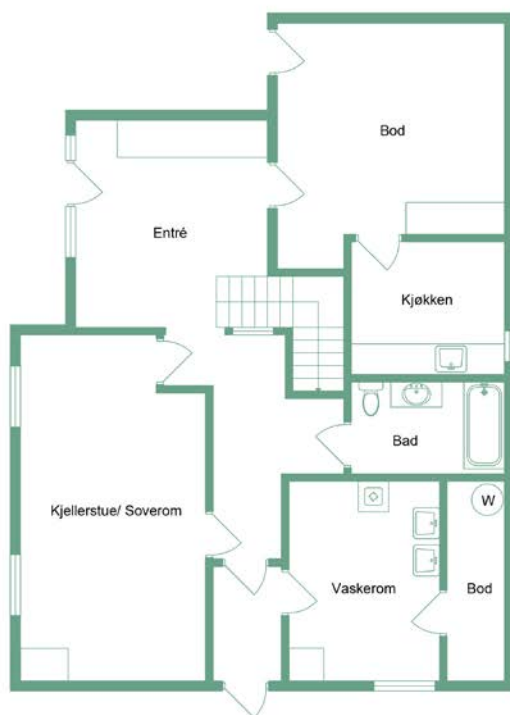 Bod
Entré
Kjøkken
Bad
Kjellerstue/ Soverom
W
Vaskerom
Bod